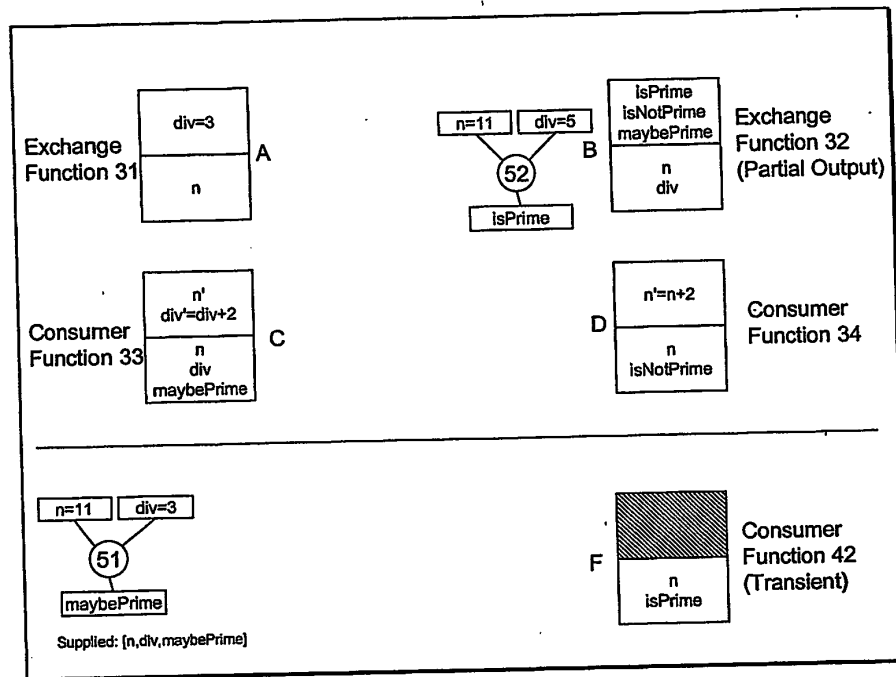 Exchange
Function 31
div=3
n
A
n=11
div=5
52
isPrime
B
isPrime
isNotPrime
maybePrime
n
div
Exchange
Function 32
(Partial Output)
Consumer
Function 33
n'
div'=div+2
n
div
maybePrime
C
D
n'=n+2
n
isNotPrime
Consumer
Function 34
n=11
div=3
51
maybePrime
Supplied: [n,div,maybePrime]
F
n
isPrime
Consumer
Function 42
(Transient)